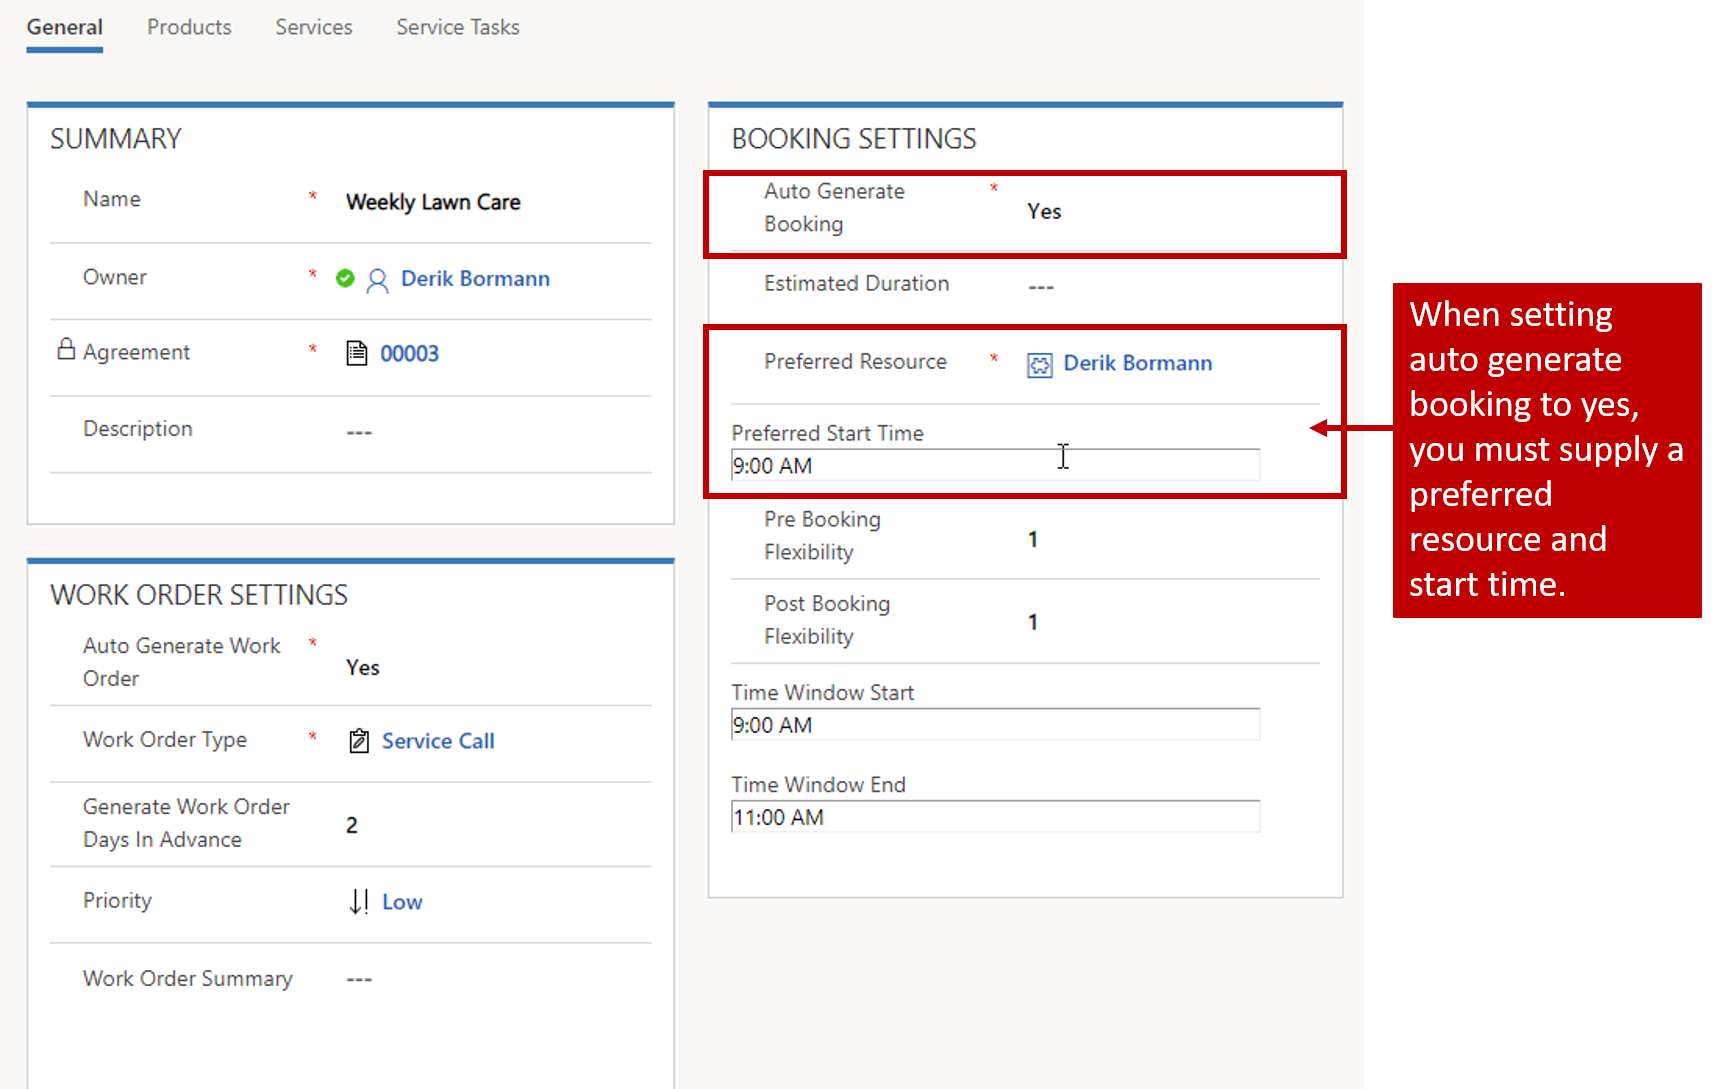 General Products Services Service Tasks
SUMMARY
Name * Weekly Lawn Care
Owner * Derik Bormann
Agreement * 00003
Description ---
WORK ORDER SETTINGS
Auto Generate Work *
Order
Yes
Work Order Type * Service Call
Generate Work Order
Days In Advance
2
Priority Low
Work Order Summary ---
BOOKING SETTINGS
Auto Generate *
Booking
Yes
Estimated Duration ---
Preferred Resource * Derik Bormann
Preferred Start Time
9:00 AM
Pre Booking
Flexibility
1
Post Booking
Flexibility
1
Time Window Start
9:00 AM
Time Window End
11:00 AM
When setting
auto generate
booking to yes,
you must supply a
preferred
resource and
start time.